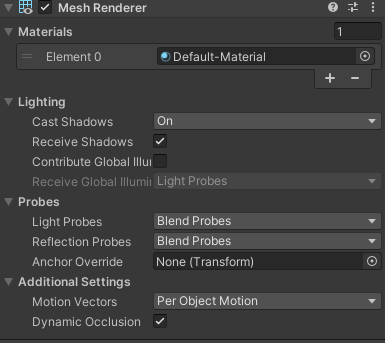 Mesh Renderer
Materials 1
Element 0 Default-Material
Lighting
Cast Shadows On
Receive Shadows
Contribute Global Illun
Receive Global Illumin Light Probes
Probes
Light Probes Blend Probes
Reflection Probes Blend Probes
Anchor Override None (Transform)
Additional Settings
Motion Vectors Per Object Motion
Dynamic Occlusion